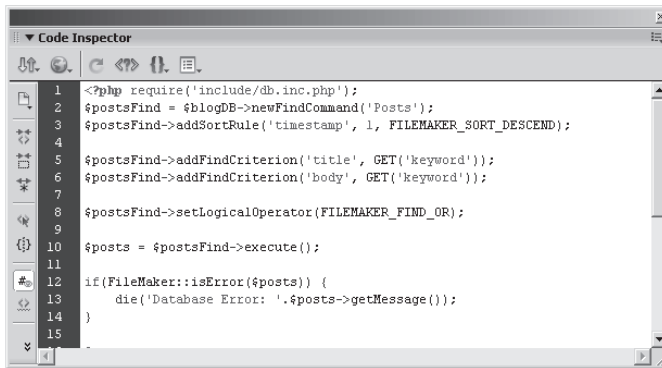 Code Inspector
1 <?php require('include/db.inc.php');
2 $postsFind = $blogDB->newFindCommand('Posts');
3 $postsFind->addSortRule('timestamp', 1, FILEMAKER_SORT_DESCEND);
4
5 $postsFind->addFindCriterion('title', GET('keyword'));
6 $postsFind->addFindCriterion('body', GET('keyword'));
7
8 $postsFind->setLogicalOperator(FILEMAKER_FIND_OR);
9
10 $posts = $postsFind->execute();
11
12 if(FileMaker::isError($posts)) {
13     die('Database Error: '.$posts->getMessage());
14 }
15